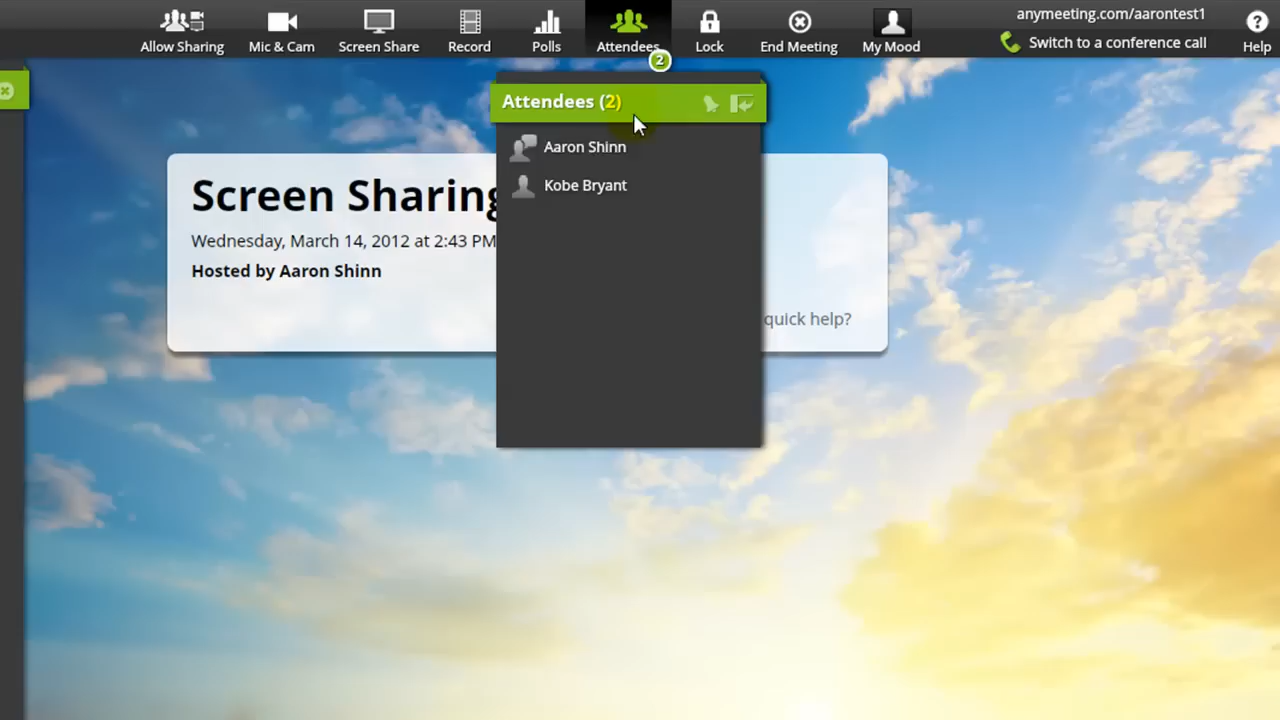 Allow Sharing
Mic & Cam
Screen Share
Record
Polls
Attendees
2
Lock
End Meeting
My Mood
anymeeting.com/aarontest1
Switch to a conference call
Help
Attendees (2)
Aaron Shinn
Kobe Bryant
Screen Sharing
Wednesday, March 14, 2012 at 2:43 PM
Hosted by Aaron Shinn
quick help?